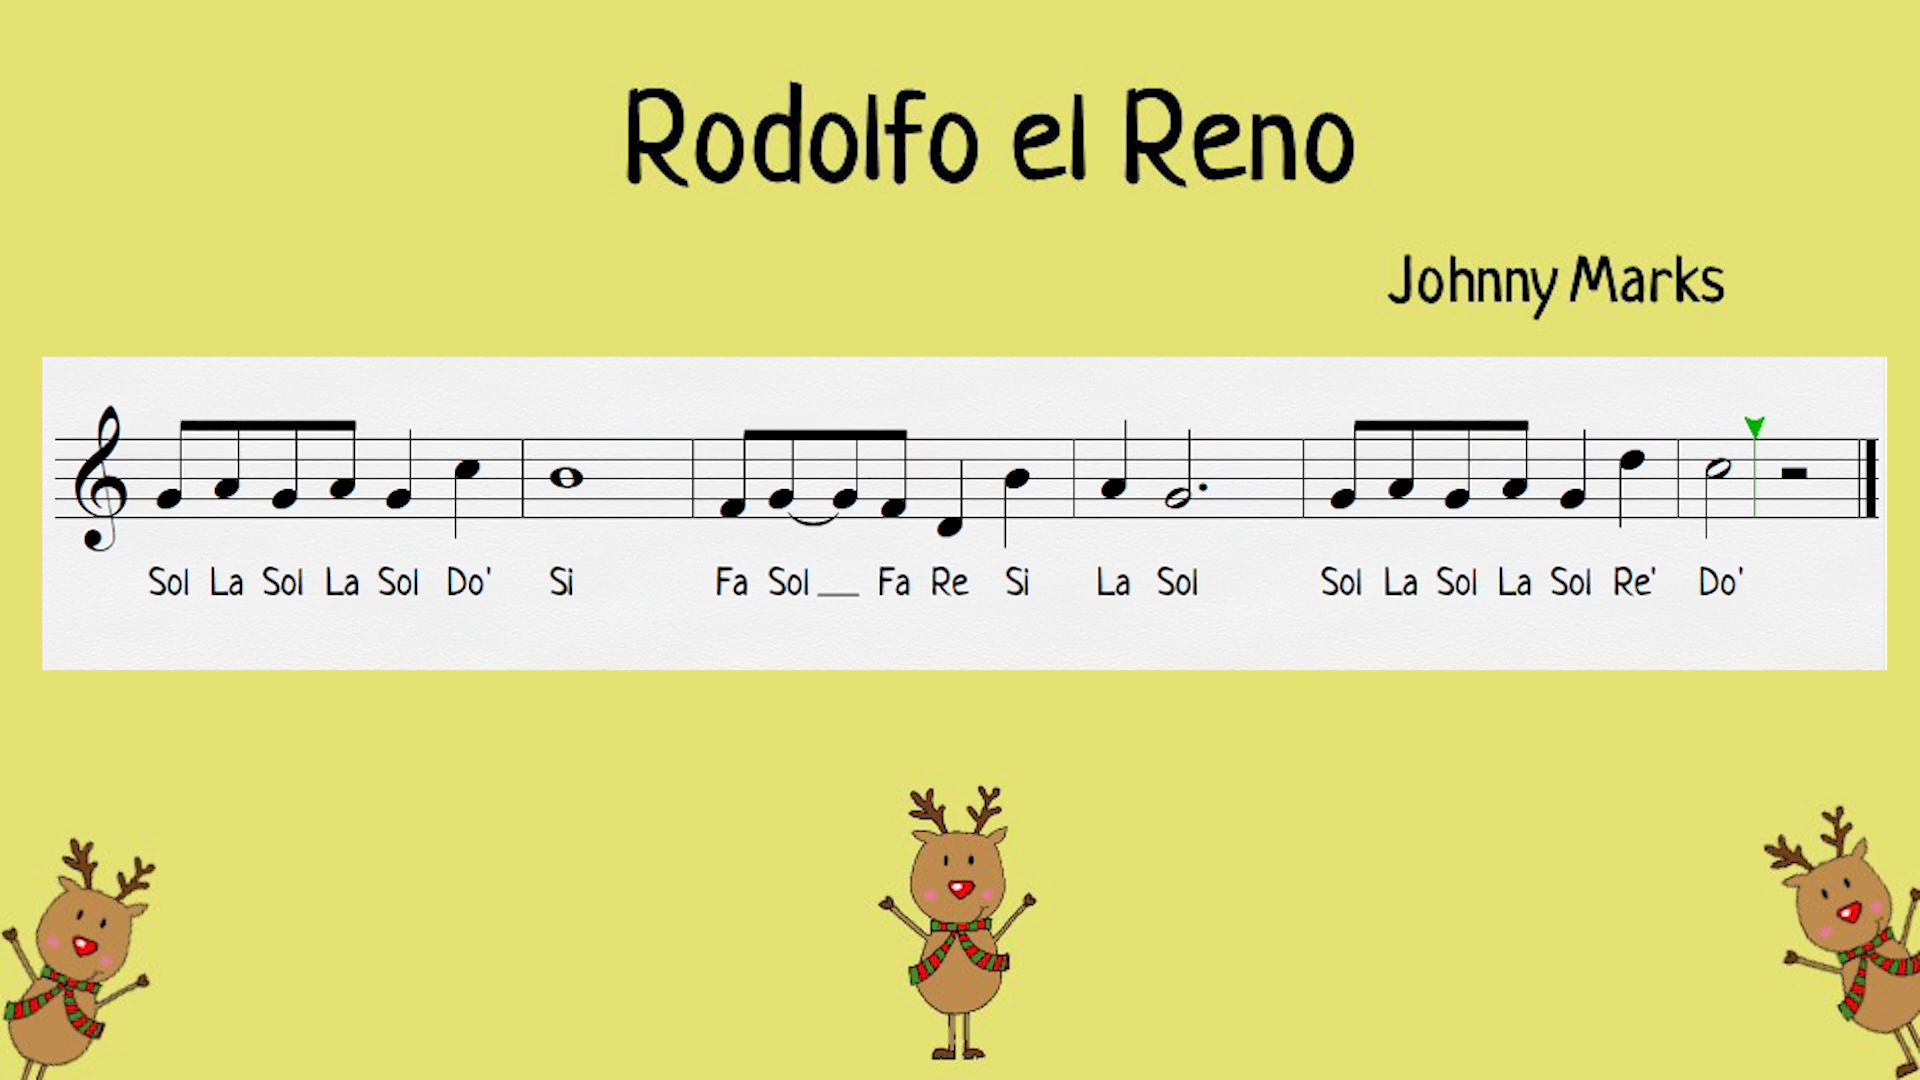 Rodolfo el Reno
Johnny Marks
Sol La Sol La Sol Do' Si Fa Sol__ Fa Re Si La Sol Sol La Sol La Sol Re' Do'